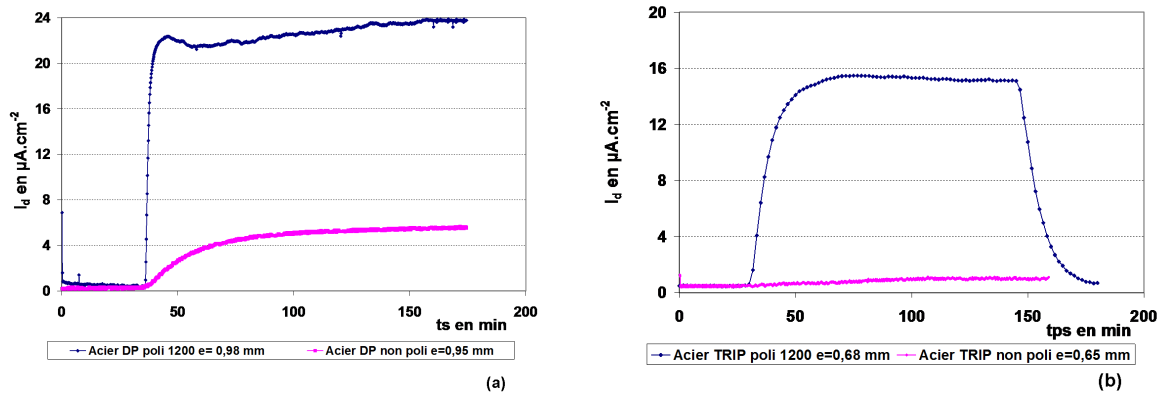 24
20
16
12
8
4
0
I_d en µA.cm^-2
0
50
100
150
200
ts en min
Acier DP poli 1200 e= 0,98 mm
Acier DP non poli e=0,95 mm
(a)
20
16
12
8
4
0
I_d en µA.cm^-2
0
50
100
150
200
tps en min
Acier TRIP poli 1200 e=0,68 mm
Acier TRIP non poli e=0,65 mm
(b)